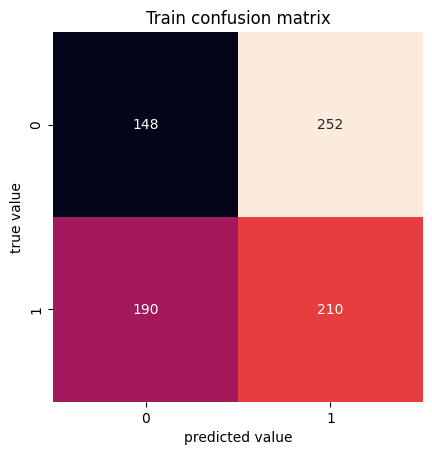 Train confusion matrix
0
148
252
true value
1
190
210
0
1
predicted value